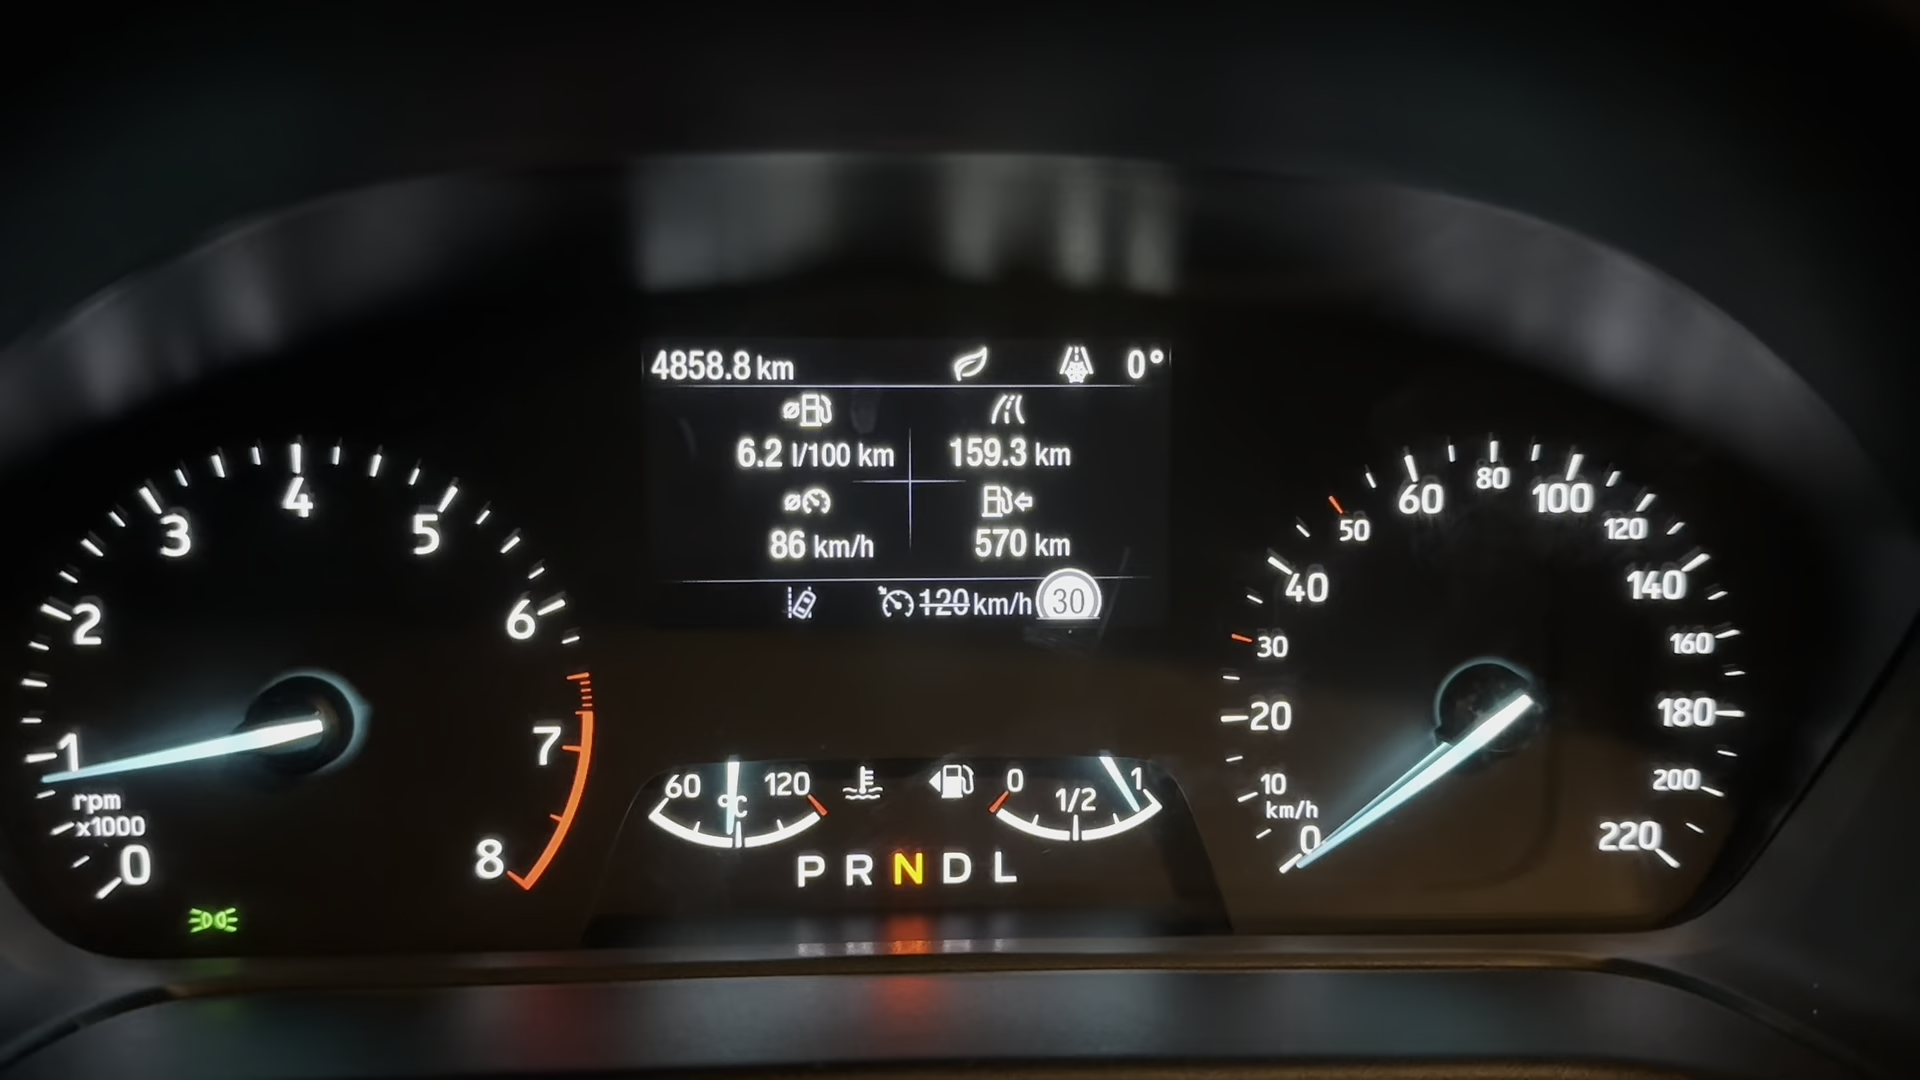 4858.8 km 0°
6.2 l/100 km 159.3 km
86 km/h 570 km
120 km/h 30
0 1 2 3 4 5 6 7 8
rpm
x1000
60 °C 120
0 1/2 1
P R N D L
0 10 20 30 40 50 60 80 100 120 140 160 180 200 220
km/h